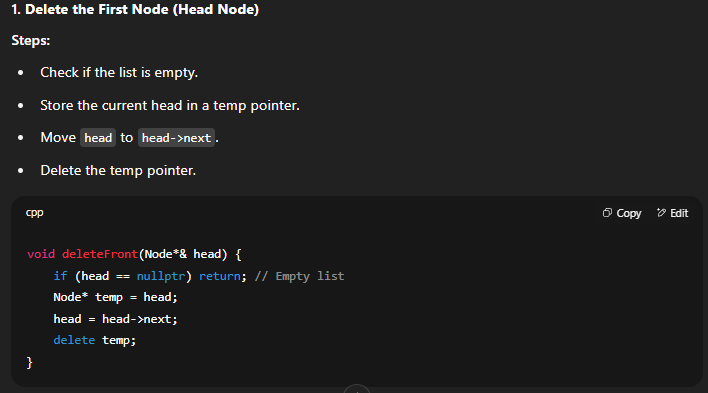 1. Delete the First Node (Head Node)
Steps:
• Check if the list is empty.
• Store the current head in a temp pointer.
• Move head to head->next.
• Delete the temp pointer.
cpp Copy Edit
void deleteFront(Node*& head) {
    if (head == nullptr) return; // Empty list
    Node* temp = head;
    head = head->next;
    delete temp;
}